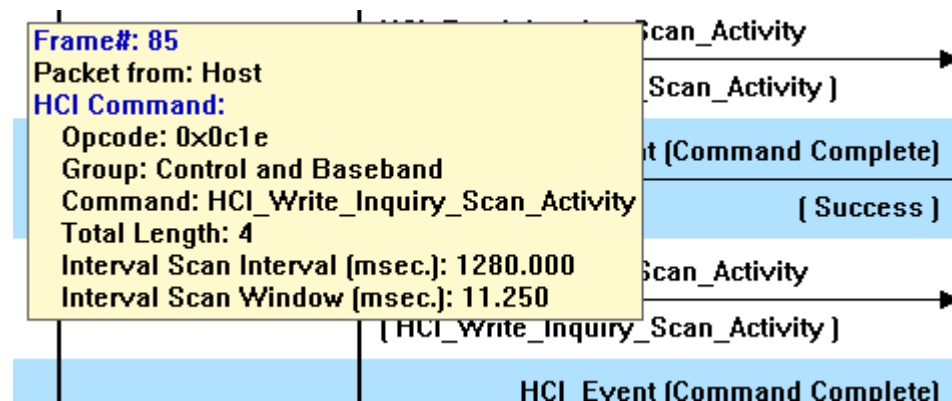 Frame#: 85
Packet from: Host
HCI Command:
Opcode: 0x0c1e
Group: Control and Baseband
Command: HCI_Write_Inquiry_Scan_Activity
Total Length: 4
Interval Scan Interval (msec.): 1280.000
Interval Scan Window (msec.): 11.250
Scan_Activity
_Scan_Activity )
t (Command Complete)
( Success )
Scan_Activity
( HCI_Write_Inquiry_Scan_Activity )
HCI_Event (Command Complete)